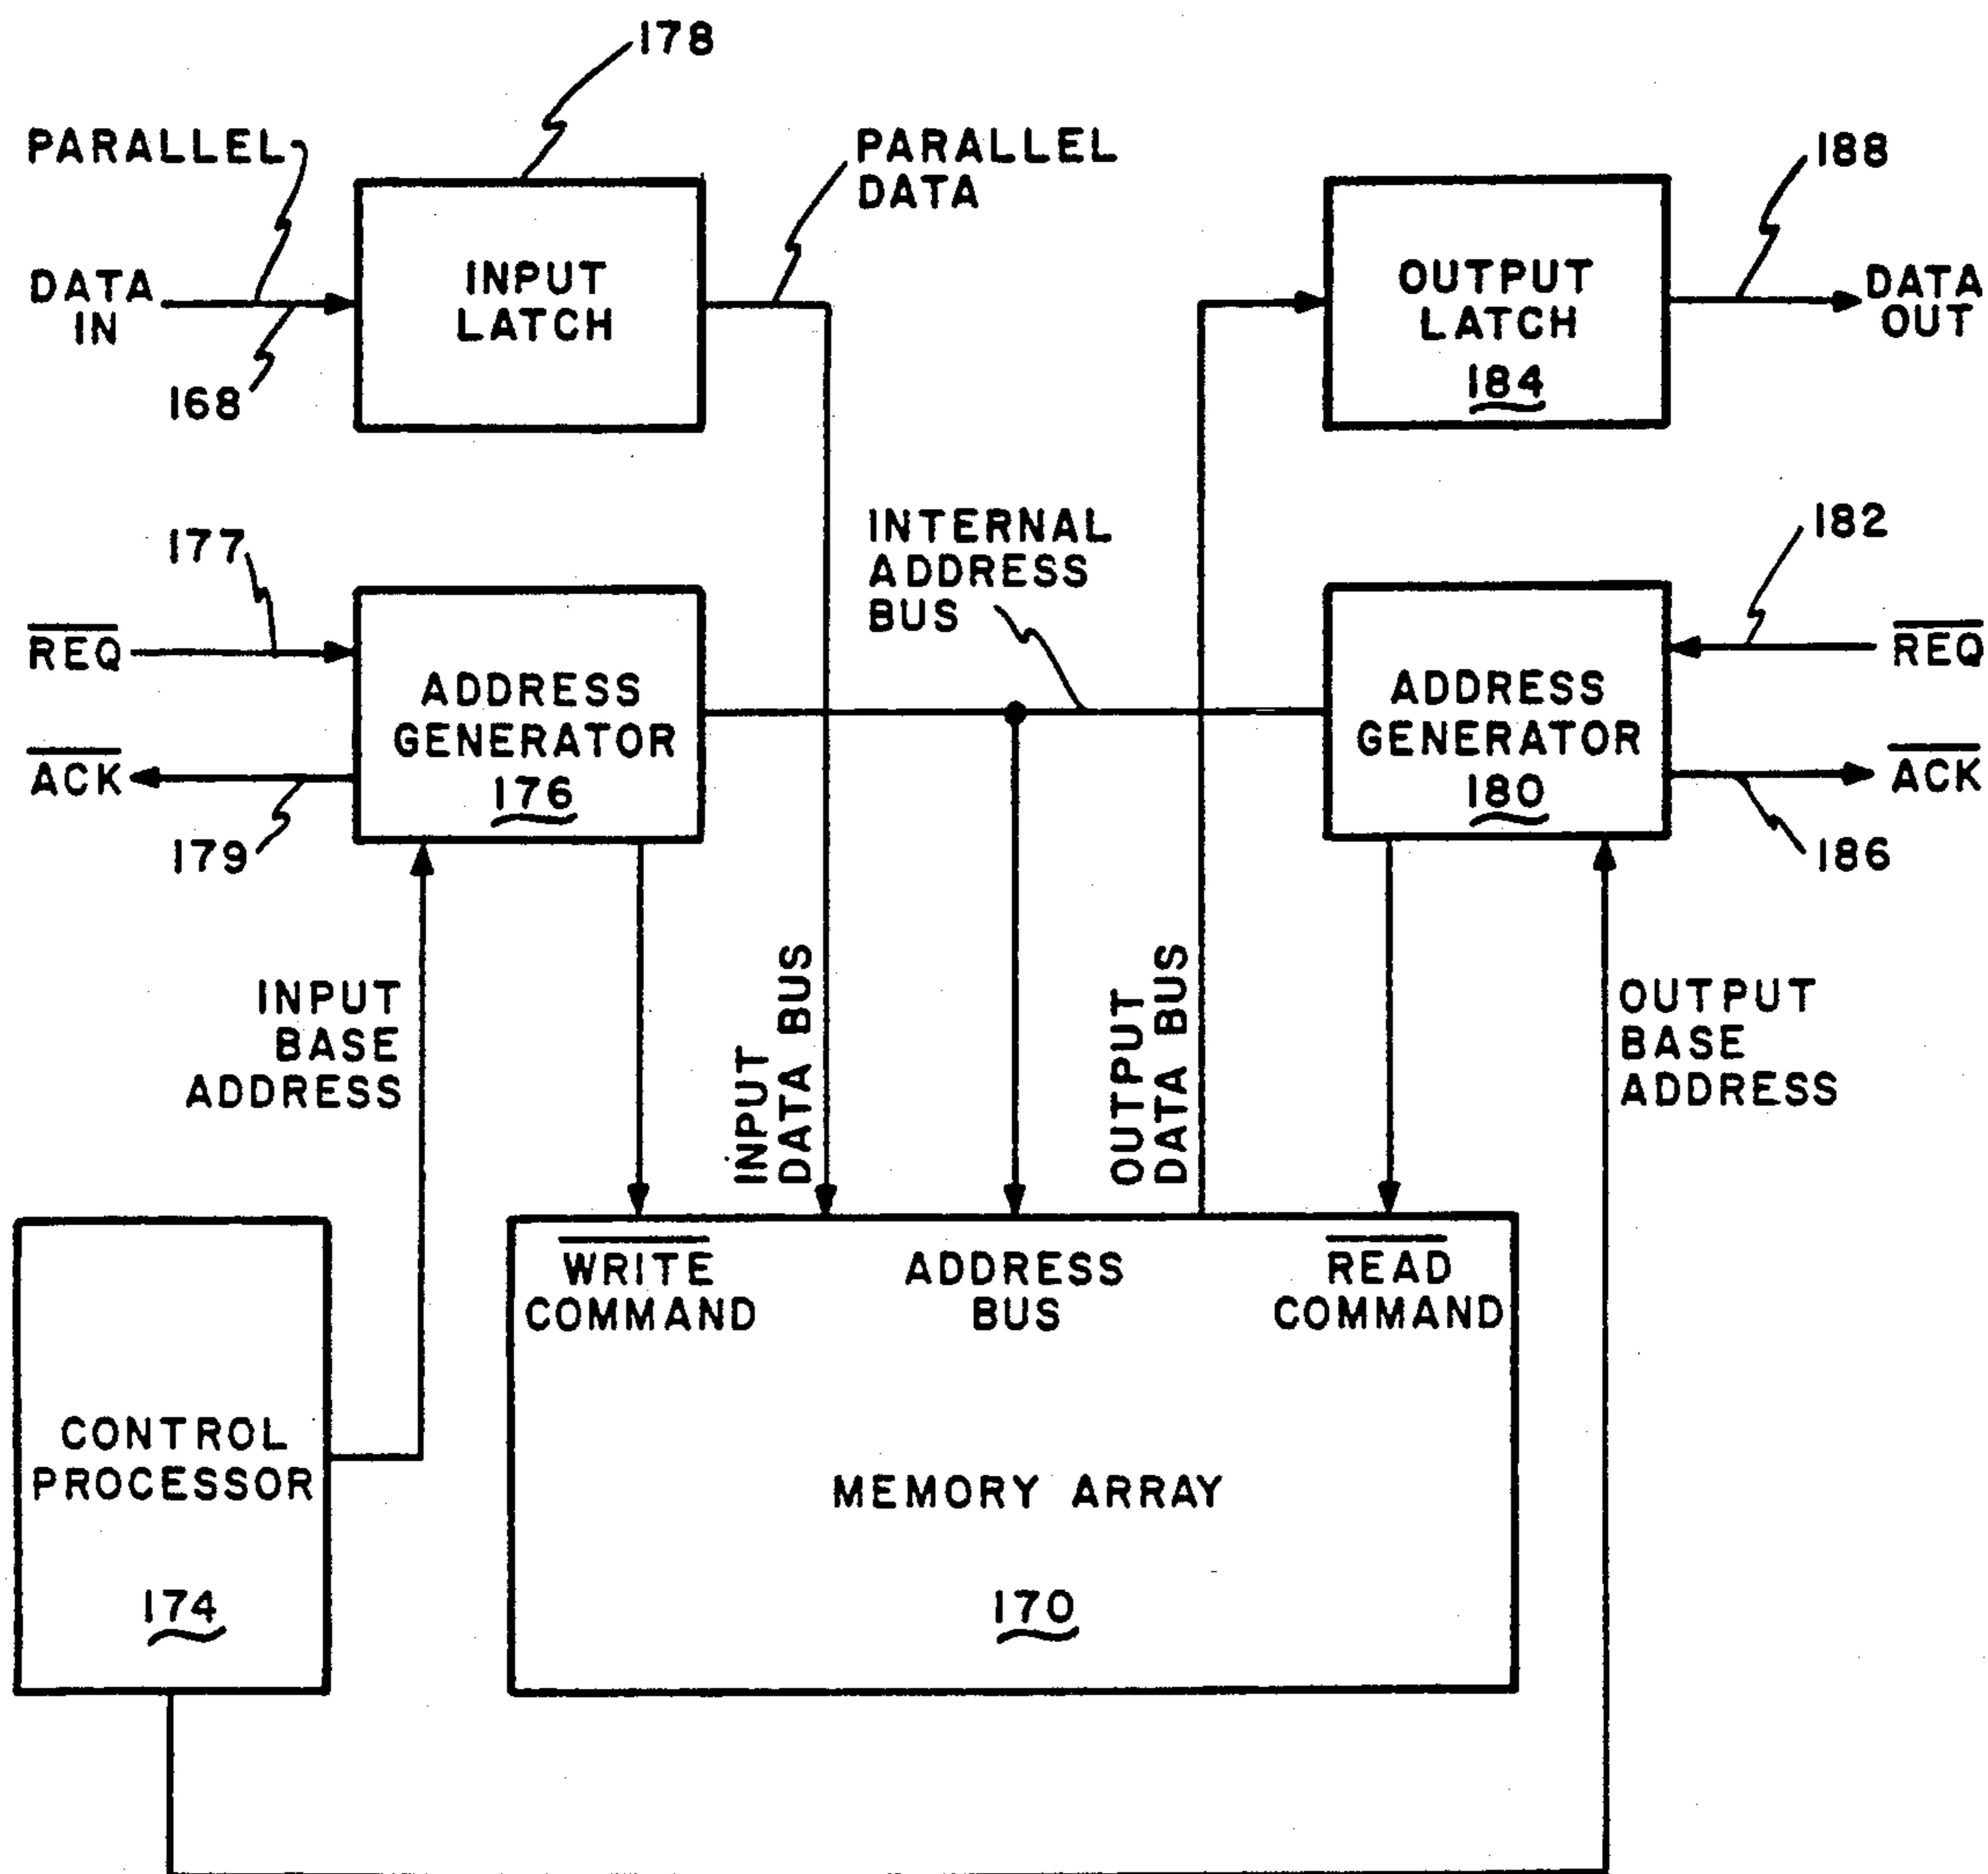 178
PARALLEL
PARALLEL
DATA
188
DATA
IN
INPUT
LATCH
168
OUTPUT
LATCH
184
DATA
OUT
177
INTERNAL
ADDRESS
BUS
182
REQ
ACK
179
ADDRESS
GENERATOR
176
ADDRESS
GENERATOR
180
REQ
ACK
186
INPUT
BASE
ADDRESS
INPUT
DATA BUS
OUTPUT
DATA BUS
OUTPUT
BASE
ADDRESS
WRITE
COMMAND
ADDRESS
BUS
READ
COMMAND
CONTROL
PROCESSOR
174
MEMORY ARRAY
170